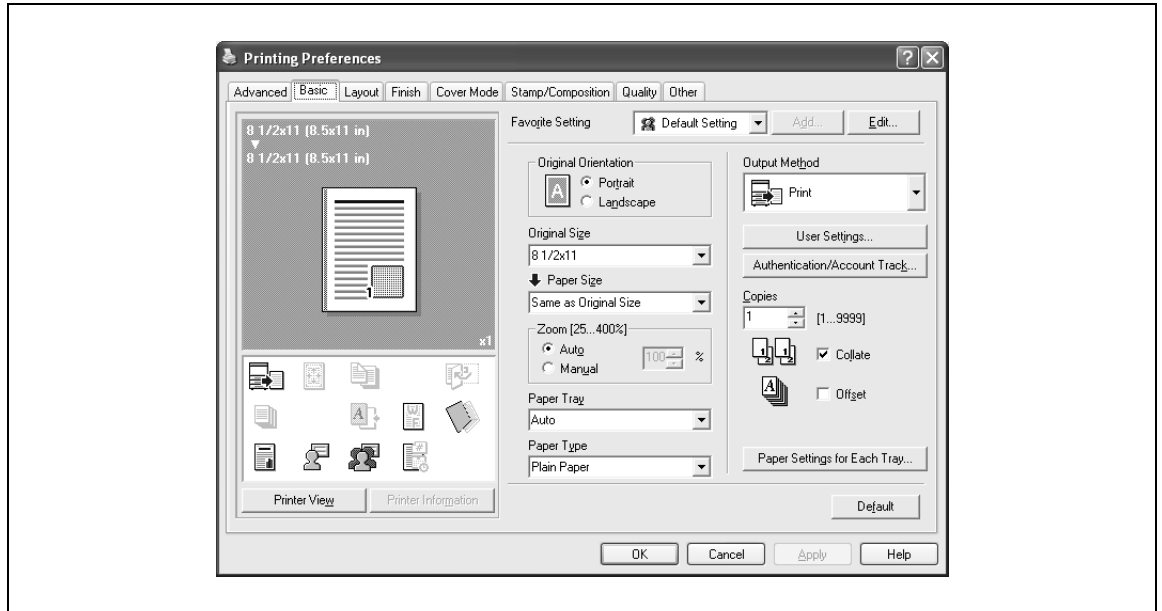 Printing Preferences
Advanced Basic Layout Finish Cover Mode Stamp/Composition Quality Other
8 1/2x11 (8.5x11 in)
8 1/2x11 (8.5x11 in)
1
x1
Printer View Printer Information
Favorite Setting Default Setting Add... Edit...
Original Orientation
A
Portrait
Landscape
Original Size
8 1/2x11
Paper Size
Same as Original Size
Zoom [25...400%]
Auto
Manual
100 %
Paper Tray
Auto
Paper Type
Plain Paper
Output Method
Print
User Settings...
Authentication/Account Track...
Copies
1 [1...9999]
Collate
Offset
Paper Settings for Each Tray...
Default
OK Cancel Apply Help